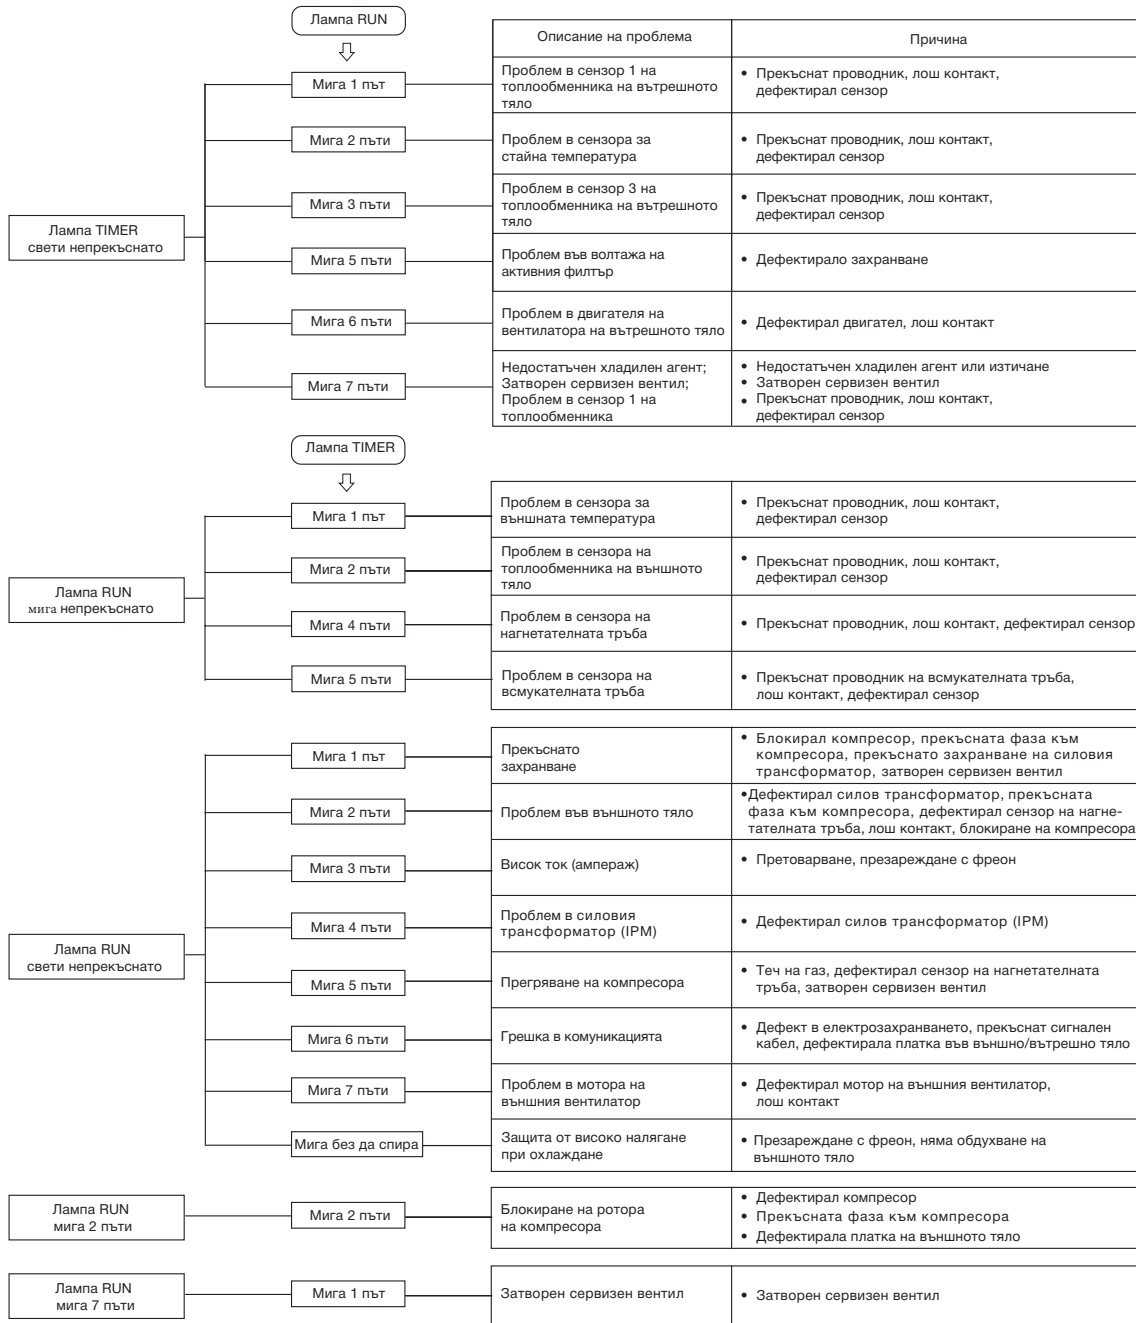 Лампа RUN
Описание на проблема
Причина
Мига 1 път
Проблем в сензор 1 на
топлообменника на вътрешното
тяло
• Прекъснат проводник, лош контакт,
дефектирал сензор
Мига 2 пъти
Проблем в сензора за
стайна температура
• Прекъснат проводник, лош контакт,
дефектирал сензор
Мига 3 пъти
Проблем в сензор 3 на
топлообменника на вътрешното
тяло
• Прекъснат проводник, лош контакт,
дефектирал сензор
Лампа TIMER
свети непрекъснато
Мига 5 пъти
Проблем във волтажа на
активния филтър
• Дефектирало захранване
Мига 6 пъти
Проблем в двигателя на
вентилатора на вътрешното тяло
• Дефектирал двигател, лош контакт
Мига 7 пъти
Недостатъчен хладилен агент;
Затворен сервизен вентил;
Проблем в сензор 1 на
топлообменника
• Недостатъчен хладилен агент или изтичане
• Затворен сервизен вентил
• Прекъснат проводник, лош контакт,
дефектирал сензор
Лампа TIMER
Мига 1 път
Проблем в сензора за
външната температура
• Прекъснат проводник, лош контакт,
дефектирал сензор
Мига 2 пъти
Проблем в сензора на
топлообменника на външното
тяло
• Прекъснат проводник, лош контакт,
дефектирал сензор
Лампа RUN
мига непрекъснато
Мига 4 пъти
Проблем в сензора на
нагнетателната тръба
• Прекъснат проводник, лош контакт, дефектирал сензор
Мига 5 пъти
Проблем в сензора на
всмукателната тръба
• Прекъснат проводник на всмукателната тръба,
лош контакт, дефектирал сензор
Мига 1 път
Прекъснато
захранване
• Блокирал компресор, прекъсната фаза към
компресора, прекъснато захранване на силовия
трансформатор, затворен сервизен вентил
Мига 2 пъти
Проблем във външното тяло
•Дефектирал силов трансформатор, прекъсната
фаза към компресора, дефектирал сензор на нагне-
тателната тръба, лош контакт, блокиране на компресора
Мига 3 пъти
Висок ток (ампераж)
• Претоварване, презареждане с фреон
Мига 4 пъти
Проблем в силовия
трансформатор (IPM)
• Дефектирал силов трансформатор (IPM)
Лампа RUN
свети непрекъснато
Мига 5 пъти
Прегряване на компресора
• Теч на газ, дефектирал сензор на нагнетателната
тръба, затворен сервизен вентил
Мига 6 пъти
Грешка в комуникацията
• Дефект в електрозахранването, прекъснат сигнален
кабел, дефектирала платка във външно/вътрешно тяло
Мига 7 пъти
Проблем в мотора на
външния вентилатор
• Дефектирал мотор на външния вентилатор,
лош контакт
Мига без да спира
Защита от високо налягане
при охлаждане
• Презареждане с фреон, няма обдухване на
външното тяло
Лампа RUN
мига 2 пъти
Мига 2 пъти
Блокиране на ротора
на компресора
• Дефектирал компресор
• Прекъсната фаза към компресора
• Дефектирала платка на външното тяло
Лампа RUN
мига 7 пъти
Мига 1 път
Затворен сервизен вентил
• Затворен сервизен вентил